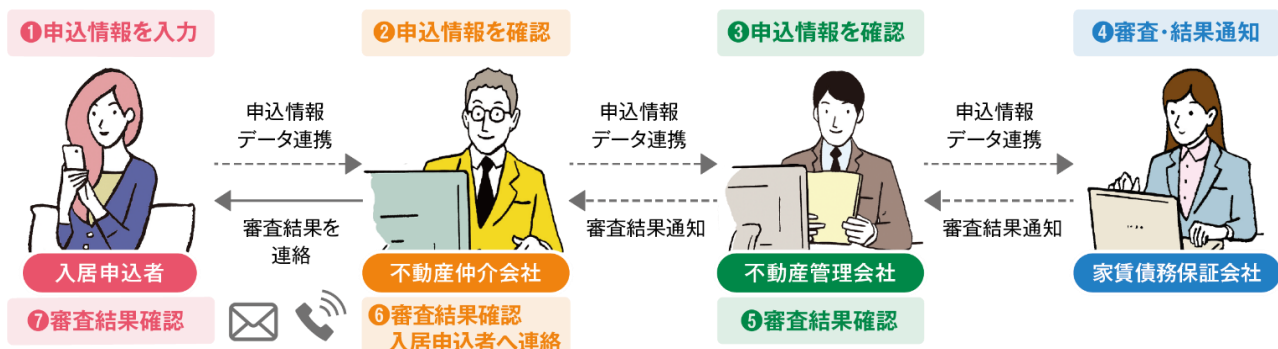 ❶申込情報を入力
❷申込情報を確認
❸申込情報を確認
❹審査・結果通知
申込情報
データ連携
申込情報
データ連携
申込情報
データ連携
審査結果を
連絡
審査結果通知
審査結果通知
入居申込者
不動産仲介会社
不動産管理会社
家賃債務保証会社
❼審査結果確認
❻審査結果確認
入居申込者へ連絡
❺審査結果確認